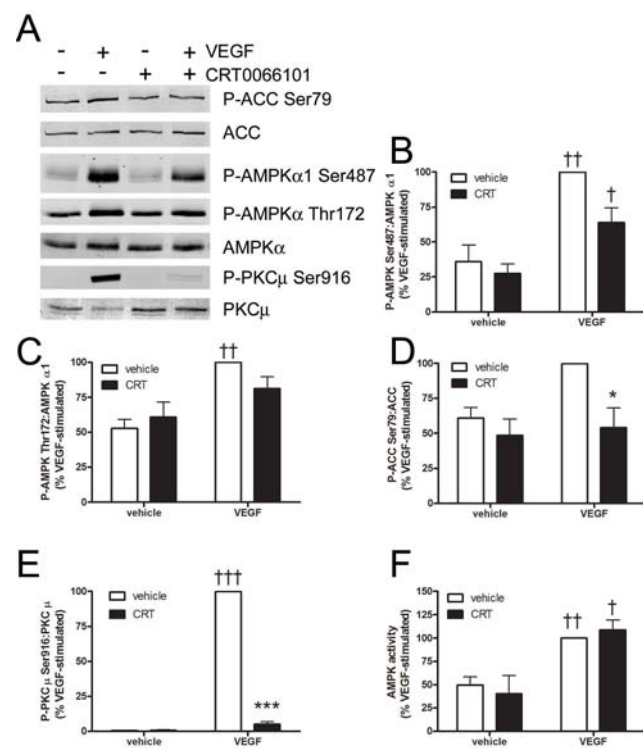 A
- + - + VEGF
- - + + CRT0066101
P-ACC Ser79
ACC
P-AMPKα1 Ser487
P-AMPKα Thr172
AMPKα
P-PKCμ Ser916
PKCμ
B
P-AMPK Ser487:AMPK α1
(% VEGF-stimulated)
100
75
50
25
0
vehicle
CRT
††
†
vehicle VEGF
C
P-AMPK Thr172:AMPK α1
(% VEGF-stimulated)
100
75
50
25
0
vehicle
CRT
††
vehicle VEGF
D
P-ACC Ser79:ACC
(% VEGF-stimulated)
100
75
50
25
0
vehicle
CRT
*
vehicle VEGF
E
P-PKCμ Ser916:PKC μ
(% VEGF-stimulated)
100
75
50
25
0
vehicle
CRT
†††
***
vehicle VEGF
F
AMPK activity
(% VEGF-stimulated)
150
125
100
75
50
25
0
vehicle
CRT
††
†
vehicle VEGF